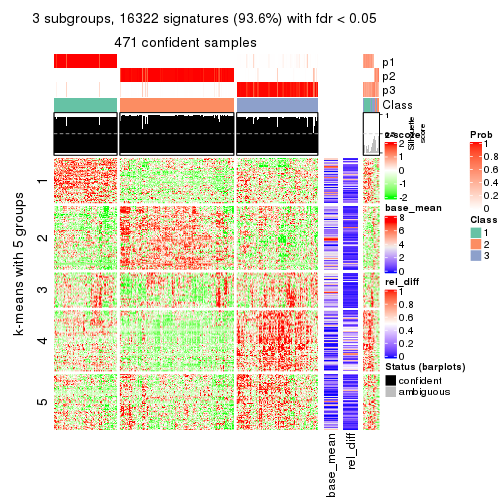 3 subgroups, 16322 signatures (93.6%) with fdr < 0.05
471 confident samples
p1
p2
p3
Class
1
0
Silhouette
score
z-score
2
1
0
-1
-2
base_mean
8
6
4
2
0
rel_diff
1
0.8
0.6
0.4
0.2
0
Status (barplots)
confident
ambiguous
Prob
1
0.8
0.6
0.4
0.2
0
Class
1
2
3
k-means with 5 groups
1
2
3
4
5
base_mean
rel_diff